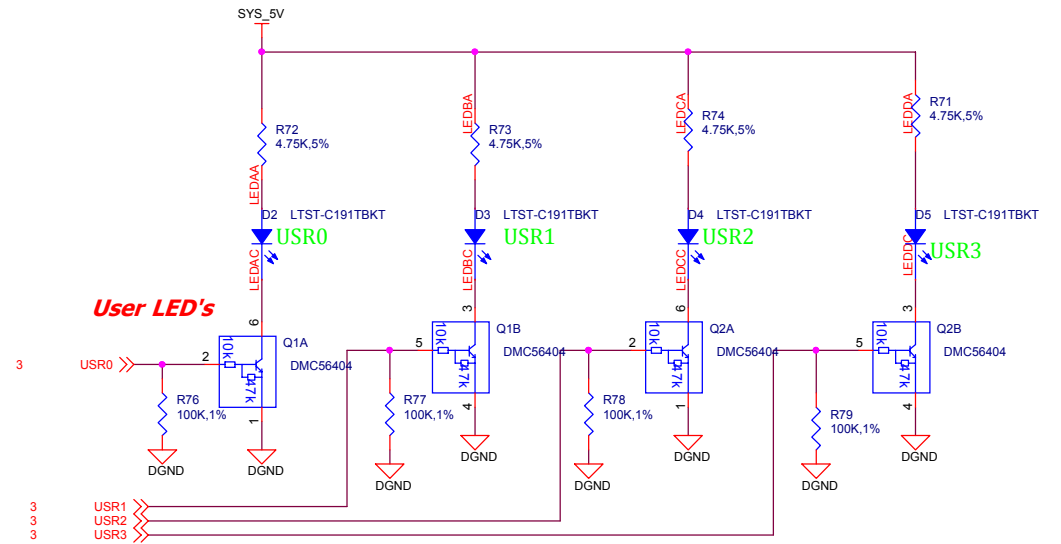 SYS_5V
R72
4.75K,5%
LEDAA
D2 LTST-C191TBKT
USR0
LEDAC
LEDBA
R73
4.75K,5%
D3 LTST-C191TBKT
USR1
LEDBC
LEDCA
R74
4.75K,5%
D4 LTST-C191TBKT
USR2
LEDCC
LEDDA
R71
4.75K,5%
D5 LTST-C191TBKT
USR3
LEDDC
User LED's
3 USR0
R76
100K,1%
DGND
2
6
10k
47k
Q1A
DMC56404
1
DGND
5
3
10k
47k
Q1B
DMC56404
4
DGND
R77
100K,1%
DGND
2
6
10k
47k
Q2A
DMC56404
1
DGND
R78
100K,1%
DGND
5
3
10k
47k
Q2B
DMC56404
4
DGND
R79
100K,1%
DGND
3 USR1
3 USR2
3 USR3